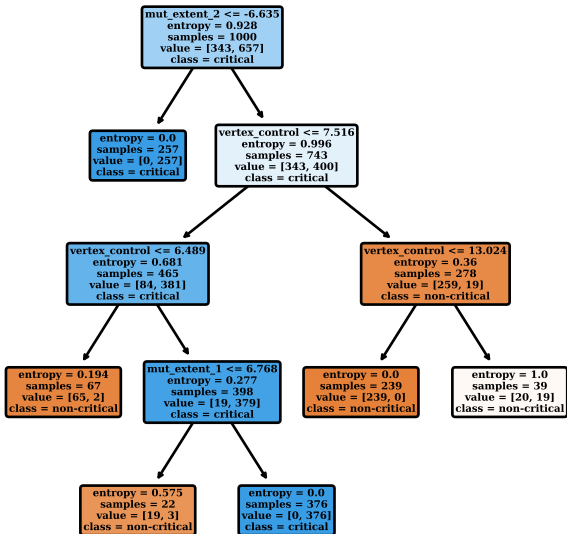 mut_extent_2 <= -6.635
entropy = 0.928
samples = 1000
value = [343, 657]
class = critical
entropy = 0.0
samples = 257
value = [0, 257]
class = critical
vertex_control <= 7.516
entropy = 0.996
samples = 743
value = [343, 400]
class = critical
vertex_control <= 6.489
entropy = 0.681
samples = 465
value = [84, 381]
class = critical
vertex_control <= 13.024
entropy = 0.36
samples = 278
value = [259, 19]
class = non-critical
entropy = 0.194
samples = 67
value = [65, 2]
class = non-critical
mut_extent_1 <= 6.768
entropy = 0.277
samples = 398
value = [19, 379]
class = critical
entropy = 0.0
samples = 239
value = [239, 0]
class = non-critical
entropy = 1.0
samples = 39
value = [20, 19]
class = non-critical
entropy = 0.575
samples = 22
value = [19, 3]
class = non-critical
entropy = 0.0
samples = 376
value = [0, 376]
class = critical